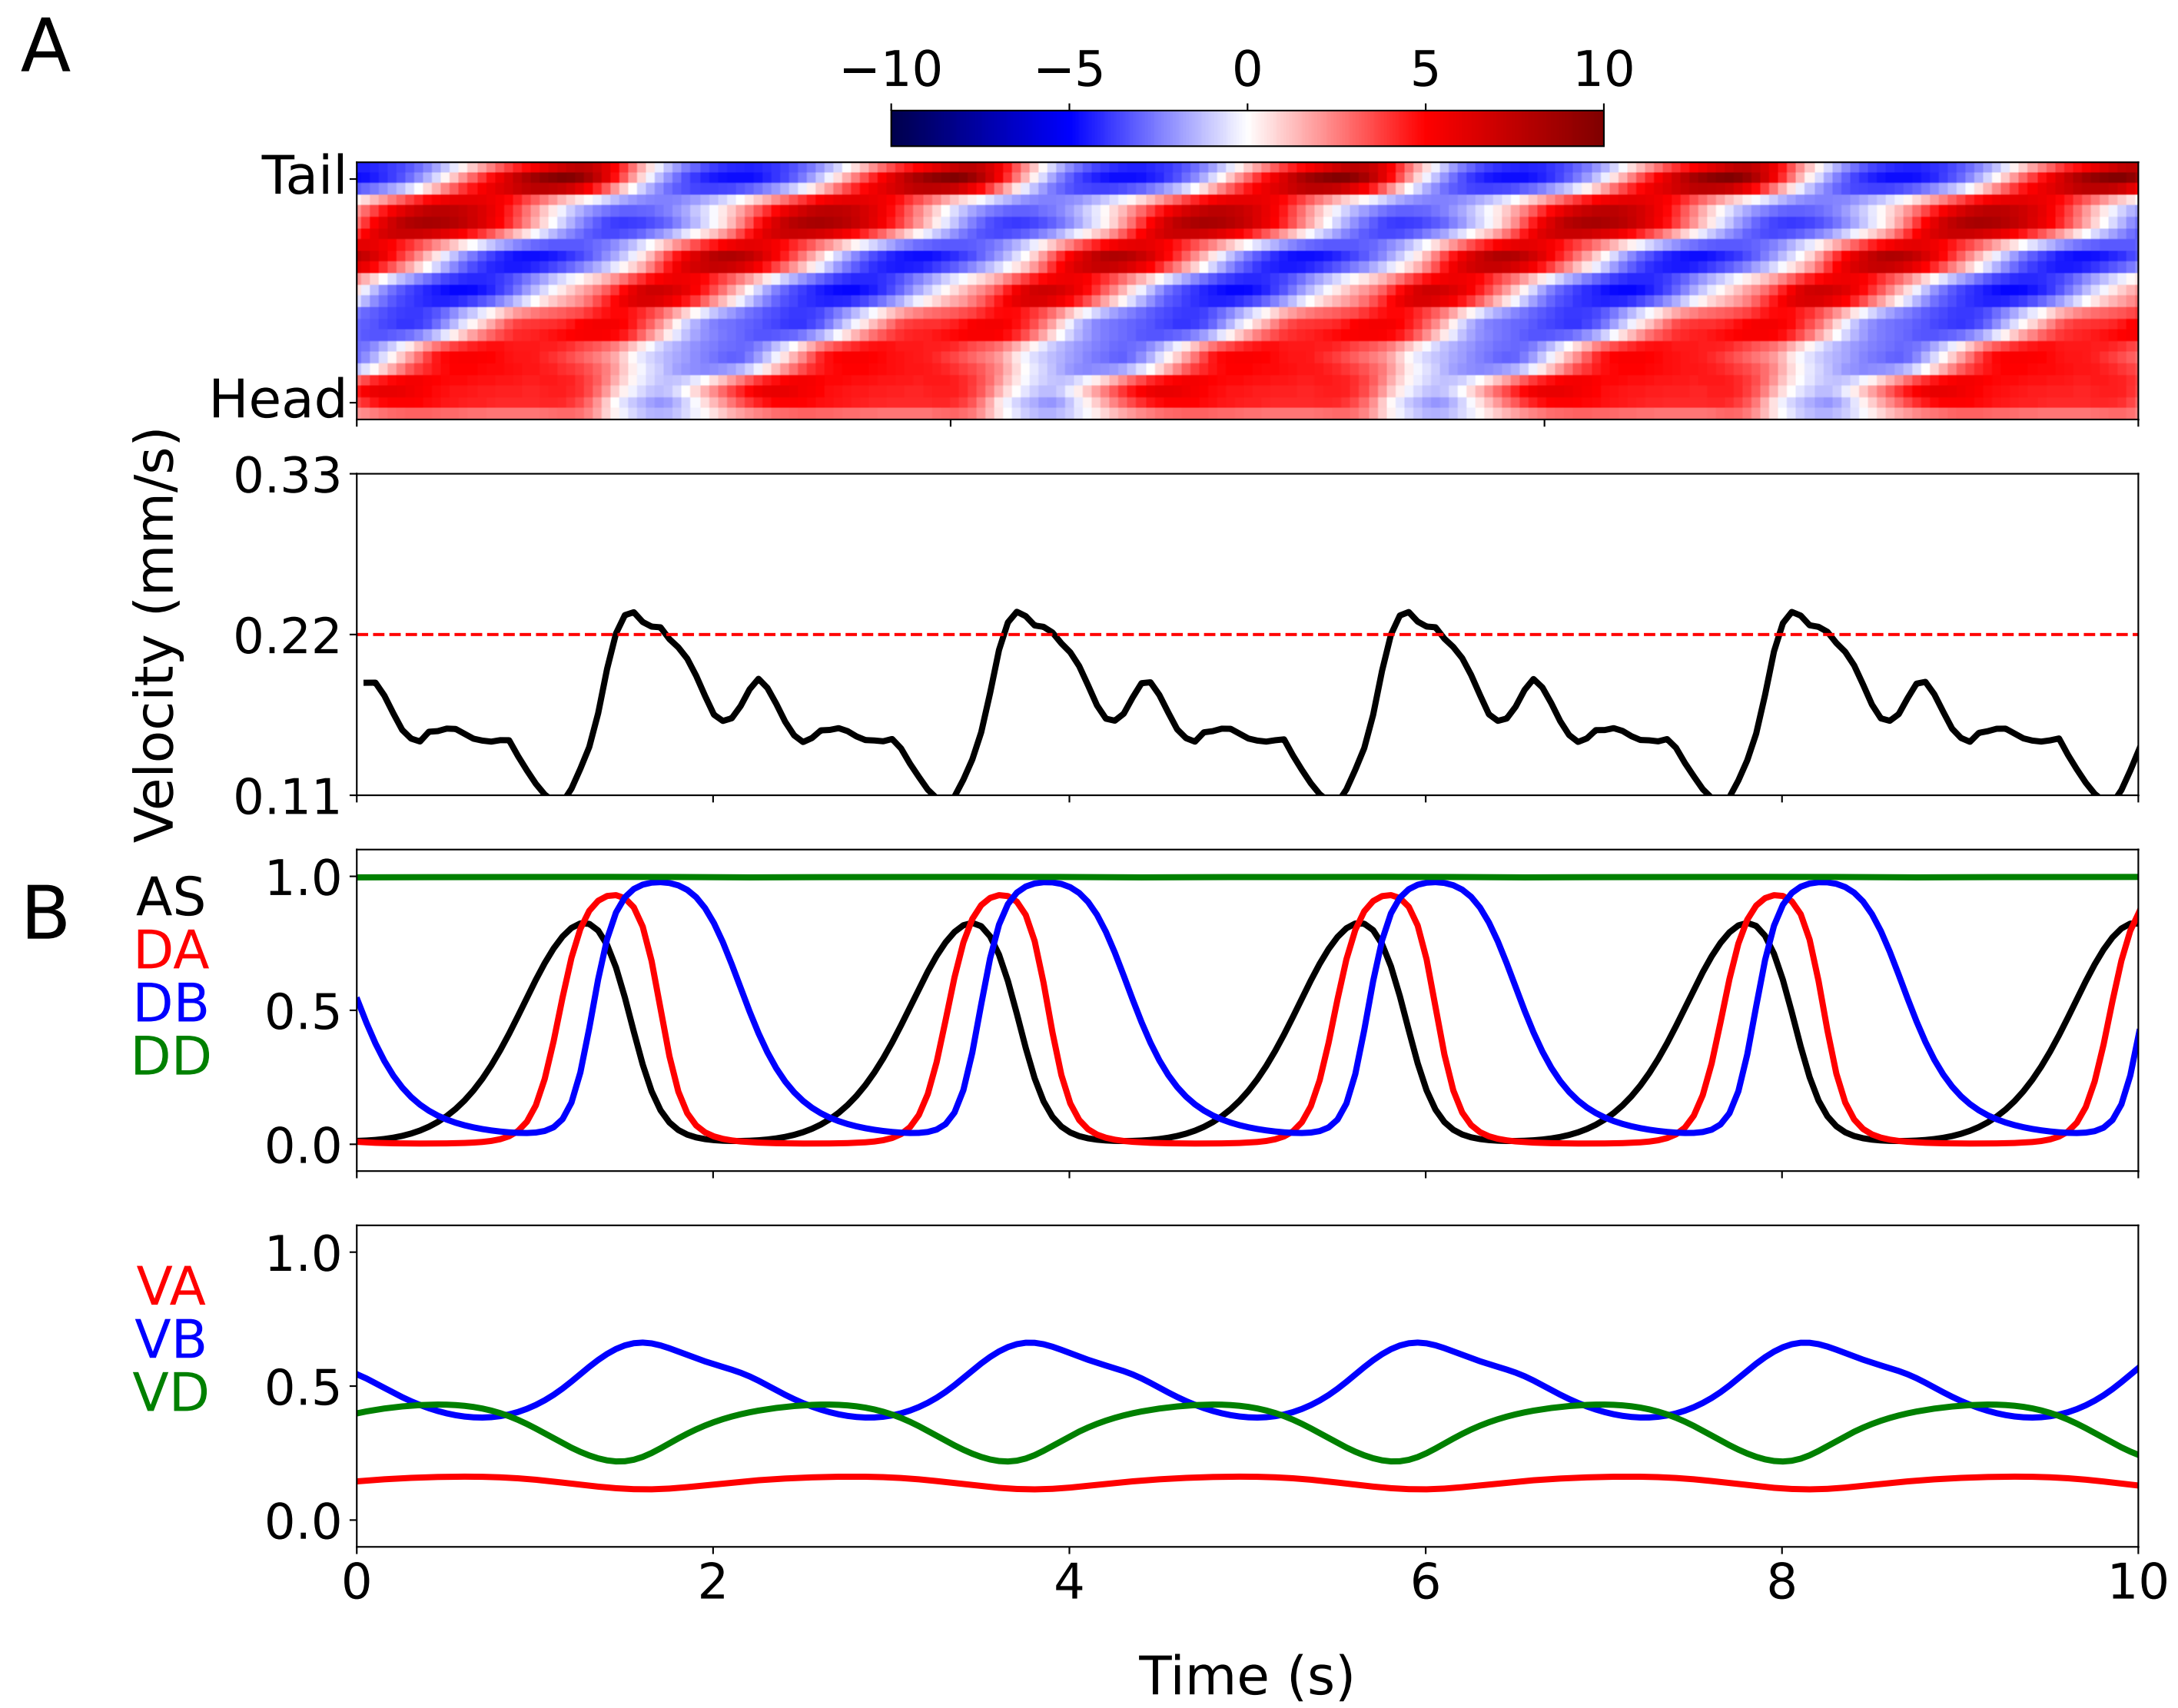 A
−10 −5 0 5 10
Tail
Head
Velocity (mm/s)
0.33
0.22
0.11
B
AS
DA
DB
DD
1.0
0.5
0.0
VA
VB
VD
1.0
0.5
0.0
0 2 4 6 8 10
Time (s)